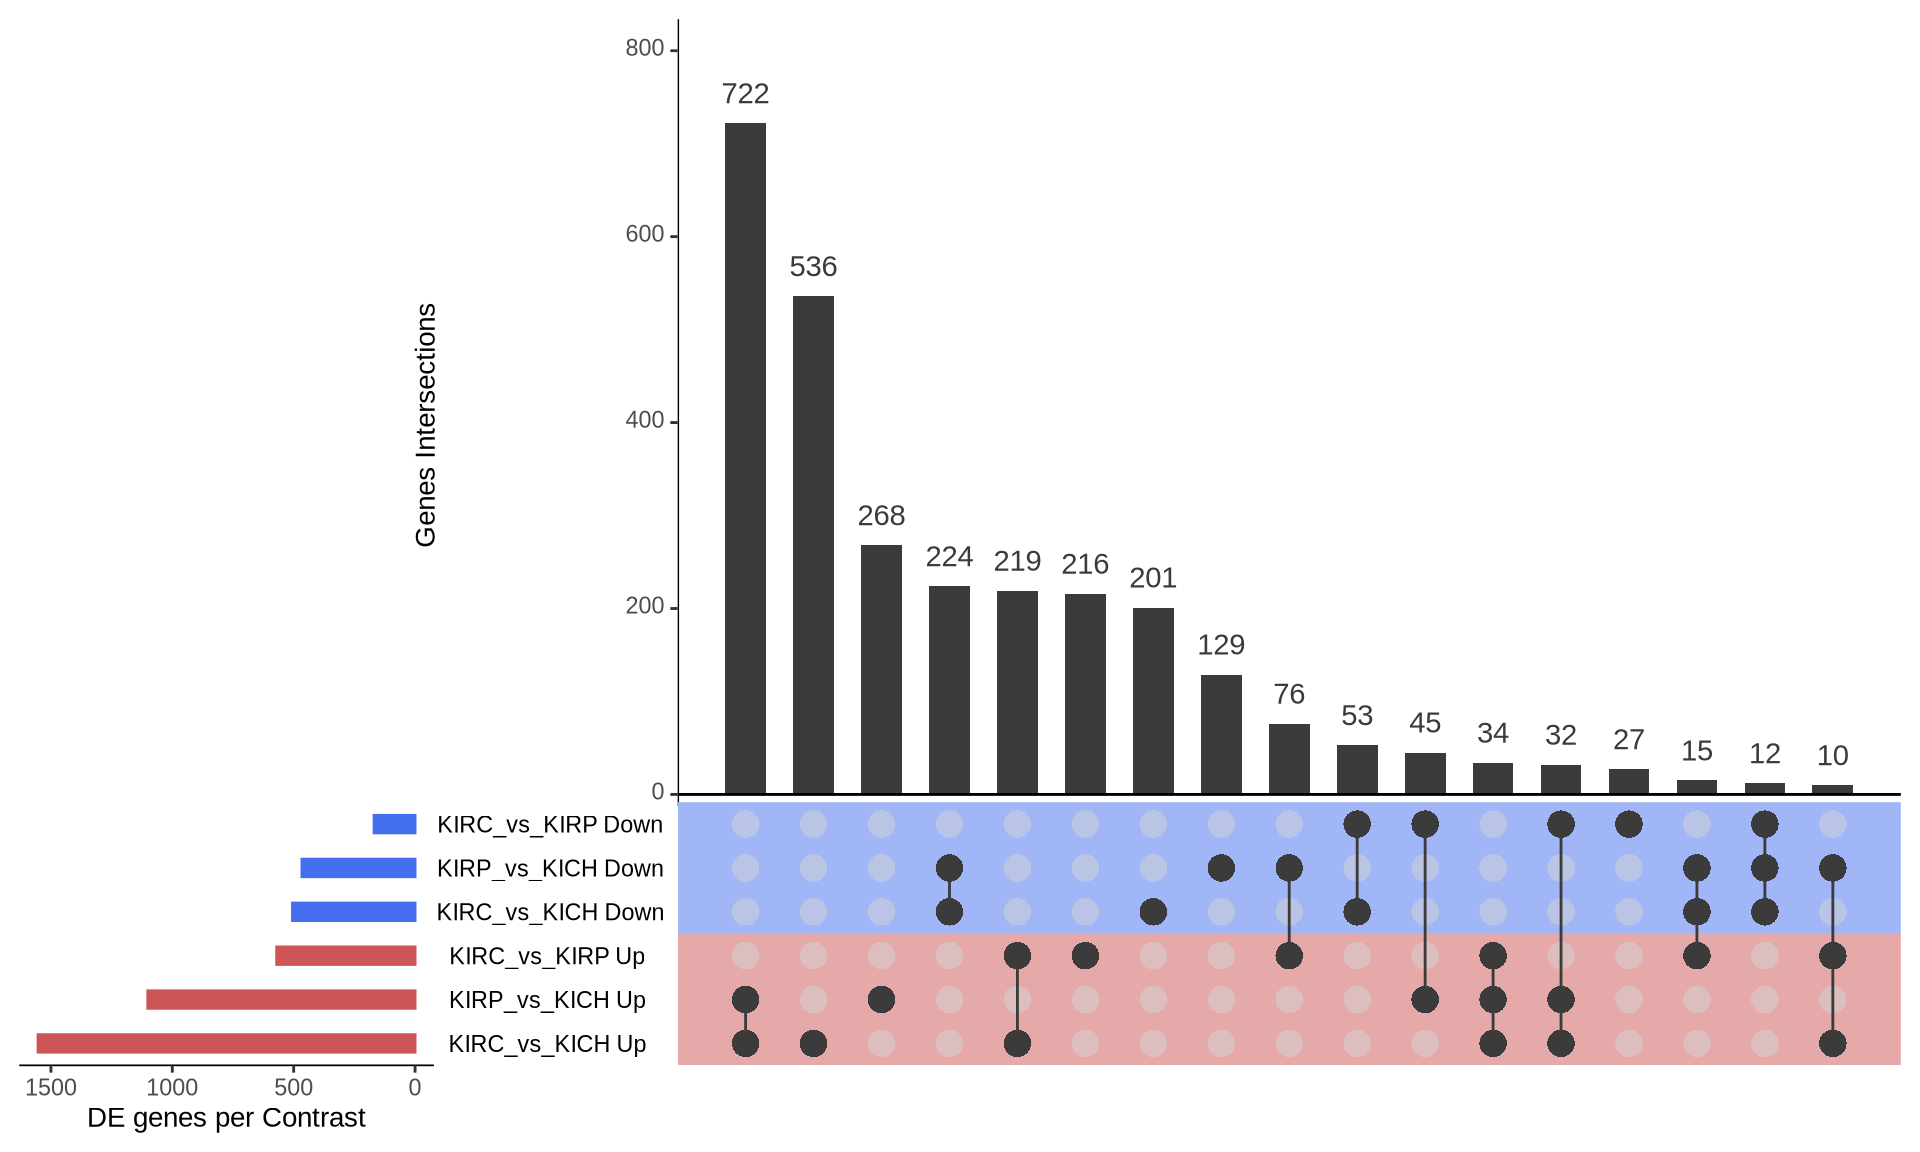 800
600
400
200
0
Genes Intersections
722
536
268
224
219
216
201
129
76
53
45
34
32
27
15
12
10
KIRC_vs_KIRP Down
KIRP_vs_KICH Down
KIRC_vs_KICH Down
KIRC_vs_KIRP Up
KIRP_vs_KICH Up
KIRC_vs_KICH Up
1500 1000 500 0
DE genes per Contrast